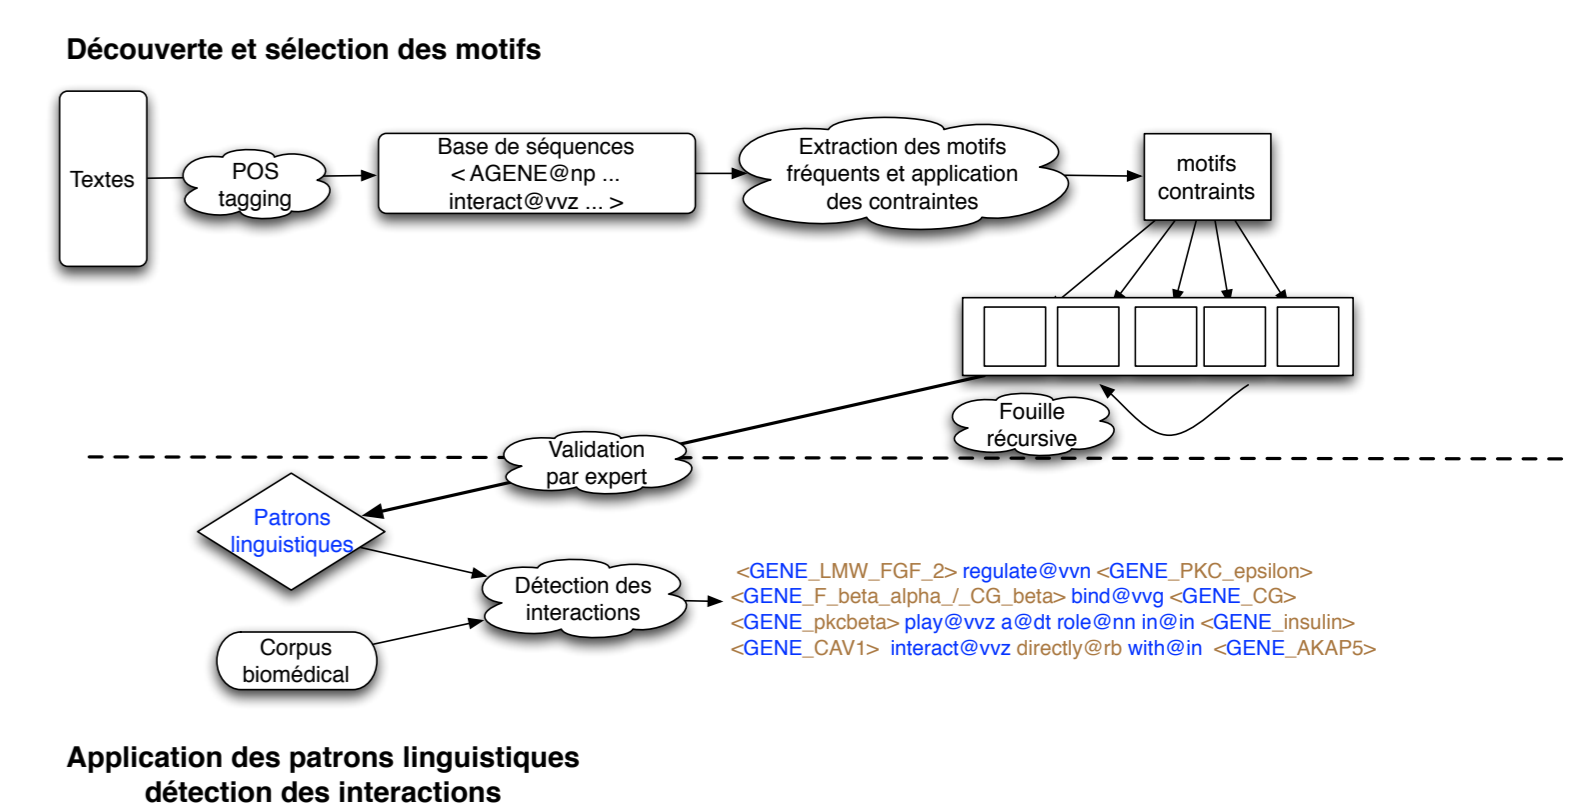 Découverte et sélection des motifs
Textes
POS
tagging
Base de séquences
< AGENE@np ...
interact@vvz ... >
Extraction des motifs
fréquents et application
des contraintes
motifs
contraints
Fouille
récursive
Validation
par expert
Patrons
linguistiques
Détection des
interactions
Corpus
biomédical
<GENE_LMW_FGF_2> regulate@vvn <GENE_PKC_epsilon>
<GENE_F_beta_alpha_/_CG_beta> bind@vvg <GENE_CG>
<GENE_pkcbeta> play@vvz a@dt role@nn in@in <GENE_insulin>
<GENE_CAV1> interact@vvz directly@rb with@in <GENE_AKAP5>
Application des patrons linguistiques
détection des interactions